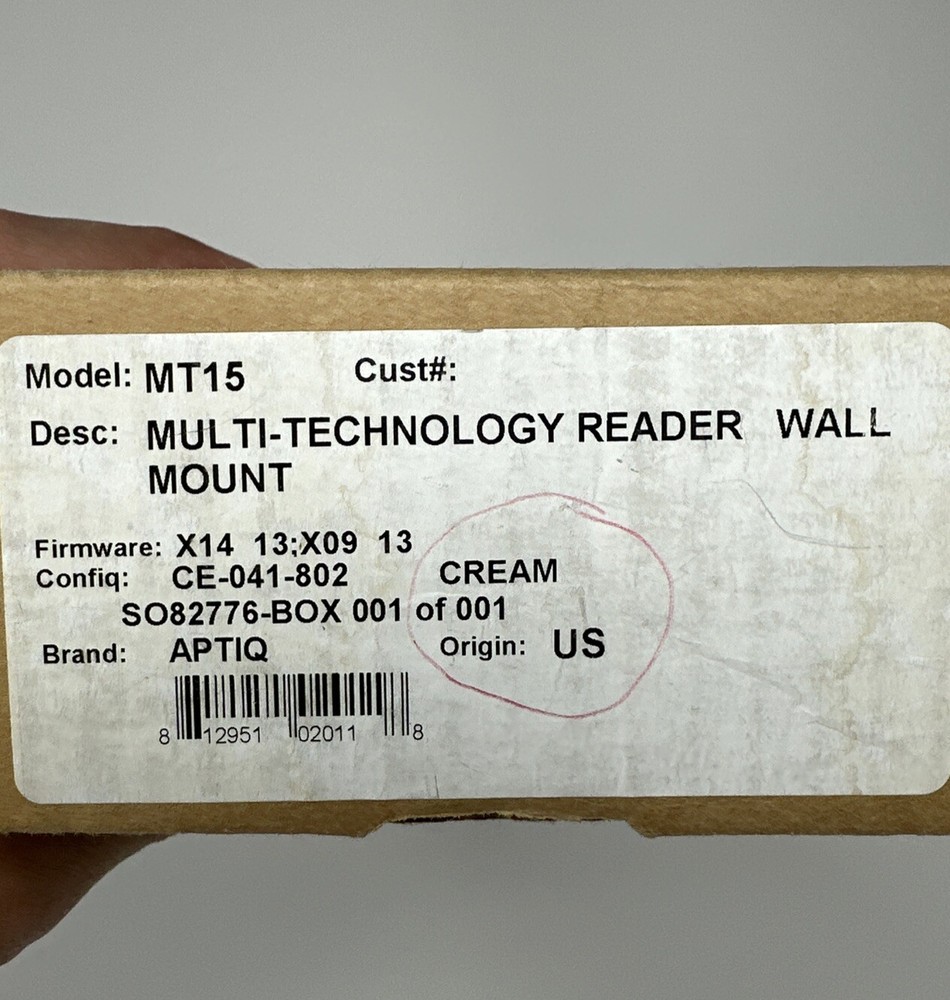 Model: MT15 Cust#:
Desc: MULTI-TECHNOLOGY READER WALL
MOUNT
Firmware: X14 13;X09 13
Confiq: CE-041-802 CREAM
SO82776-BOX 001 of 001
Brand: APTIQ Origin: US
8 12951 02011 8